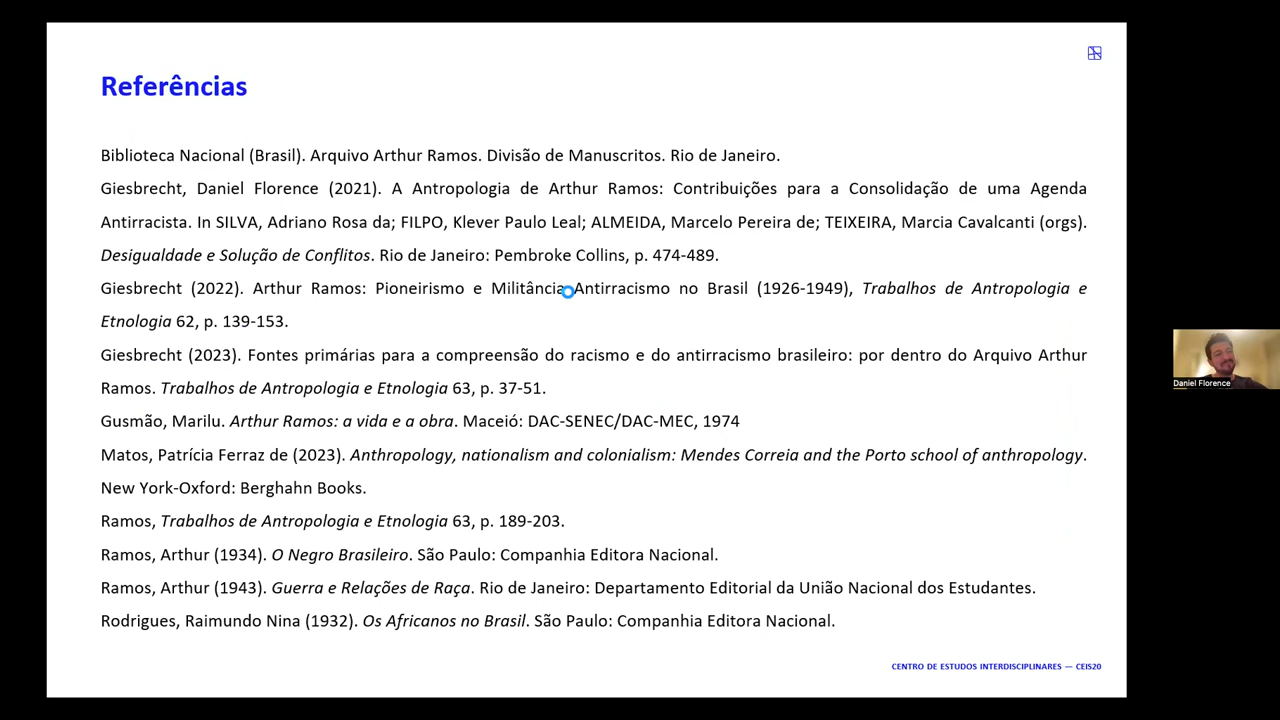 Referências
Biblioteca Nacional (Brasil). Arquivo Arthur Ramos. Divisão de Manuscritos. Rio de Janeiro.
Giesbrecht, Daniel Florence (2021). A Antropologia de Arthur Ramos: Contribuições para a Consolidação de uma Agenda
Antirracista. In SILVA, Adriano Rosa da; FILPO, Klever Paulo Leal; ALMEIDA, Marcelo Pereira de; TEIXEIRA, Marcia Cavalcanti (orgs).
Desigualdade e Solução de Conflitos. Rio de Janeiro: Pembroke Collins, p. 474-489.
Giesbrecht (2022). Arthur Ramos: Pioneirismo e Militância Antirracismo no Brasil (1926-1949), Trabalhos de Antropologia e
Etnologia 62, p. 139-153.
Giesbrecht (2023). Fontes primárias para a compreensão do racismo e do antirracismo brasileiro: por dentro do Arquivo Arthur
Ramos. Trabalhos de Antropologia e Etnologia 63, p. 37-51.
Gusmão, Marilu. Arthur Ramos: a vida e a obra. Maceió: DAC-SENEC/DAC-MEC, 1974
Matos, Patrícia Ferraz de (2023). Anthropology, nationalism and colonialism: Mendes Correia and the Porto school of anthropology.
New York-Oxford: Berghahn Books.
Ramos, Trabalhos de Antropologia e Etnologia 63, p. 189-203.
Ramos, Arthur (1934). O Negro Brasileiro. São Paulo: Companhia Editora Nacional.
Ramos, Arthur (1943). Guerra e Relações de Raça. Rio de Janeiro: Departamento Editorial da União Nacional dos Estudantes.
Rodrigues, Raimundo Nina (1932). Os Africanos no Brasil. São Paulo: Companhia Editora Nacional.
CENTRO DE ESTUDOS INTERDISCIPLINARES — CEIS20
Daniel Florence